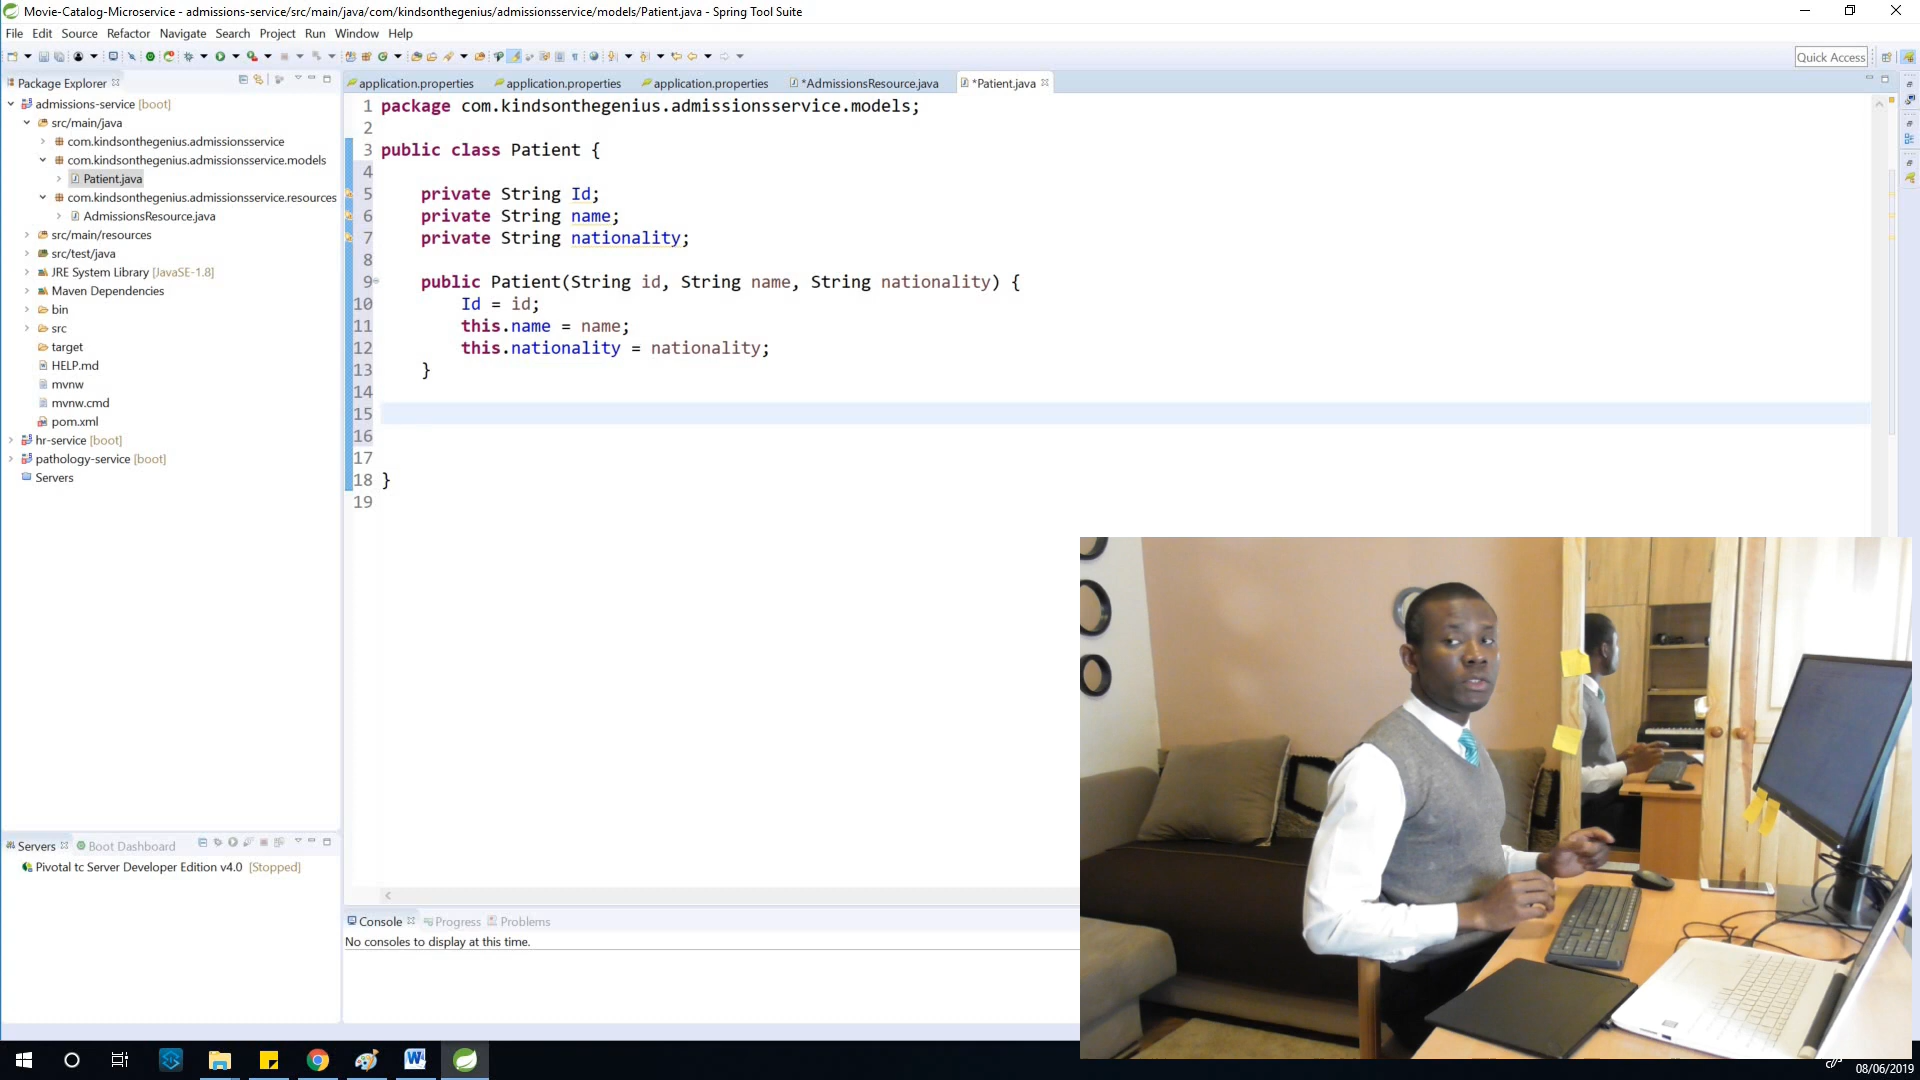 Movie-Catalog-Microservice - admissions-service/src/main/java/com/kindsonthegenius/admissionsservice/models/Patient.java - Spring Tool Suite
File Edit Source Refactor Navigate Search Project Run Window Help
Quick Access
Package Explorer
application.properties application.properties application.properties *AdmissionsResource.java *Patient.java
admissions-service [boot]
src/main/java
com.kindsonthegenius.admissionsservice
com.kindsonthegenius.admissionsservice.models
Patient.java
com.kindsonthegenius.admissionsservice.resources
AdmissionsResource.java
src/main/resources
src/test/java
JRE System Library [JavaSE-1.8]
Maven Dependencies
bin
src
target
HELP.md
mvnw
mvnw.cmd
pom.xml
hr-service [boot]
pathology-service [boot]
Servers
1 package com.kindsonthegenius.admissionsservice.models;
2
3 public class Patient {
4
5 private String Id;
6 private String name;
7 private String nationality;
8
9 public Patient(String id, String name, String nationality) {
10 Id = id;
11 this.name = name;
12 this.nationality = nationality;
13 }
14
15
16
17
18 }
19
Servers Boot Dashboard
Pivotal tc Server Developer Edition v4.0 [Stopped]
Console Progress Problems
No consoles to display at this time.
08/06/2019